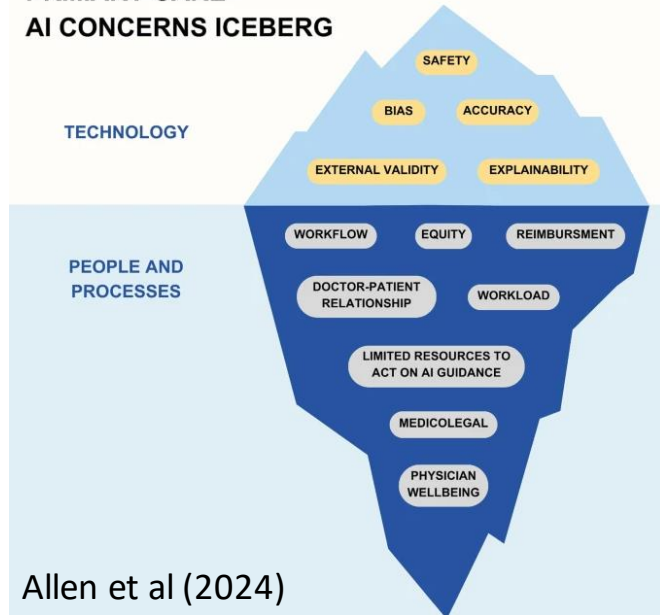 AI CONCERNS ICEBERG
SAFETY
BIAS
ACCURACY
TECHNOLOGY
EXTERNAL VALIDITY
EXPLAINABILITY
WORKFLOW
EQUITY
REIMBURSMENT
PEOPLE AND
PROCESSES
DOCTOR-PATIENT
RELATIONSHIP
WORKLOAD
LIMITED RESOURCES TO
ACT ON AI GUIDANCE
MEDICOLEGAL
PHYSICIAN
WELLBEING
Allen et al (2024)